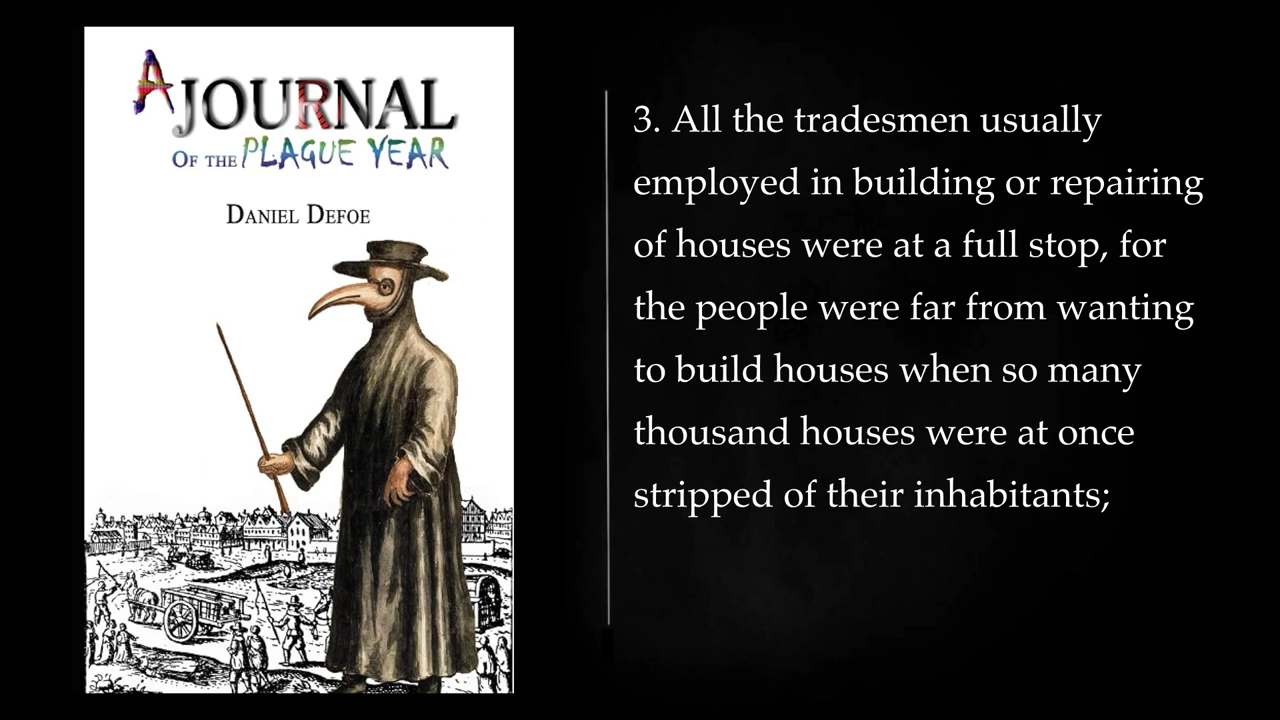 A JOURNAL
OF THE PLAGUE YEAR
DANIEL DEFOE
3. All the tradesmen usually
employed in building or repairing
of houses were at a full stop, for
the people were far from wanting
to build houses when so many
thousand houses were at once
stripped of their inhabitants;